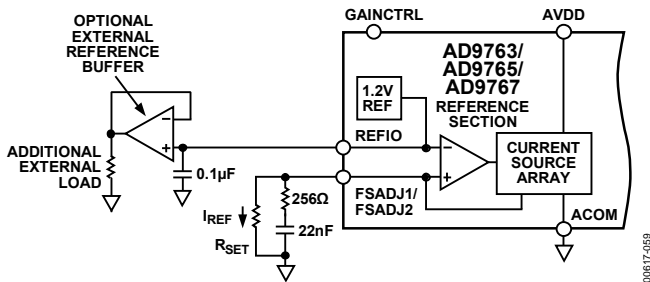 OPTIONAL
EXTERNAL
REFERENCE
BUFFER
GAINCTRL
AVDD
AD9763/
AD9765/
AD9767
REFERENCE
SECTION
1.2V
REF
–
+
REFIO
–
+
CURRENT
SOURCE
ARRAY
ADDITIONAL
EXTERNAL
LOAD
0.1µF
256Ω
FSADJ1/
FSADJ2
IREF
22nF
RSET
ACOM
00617-059